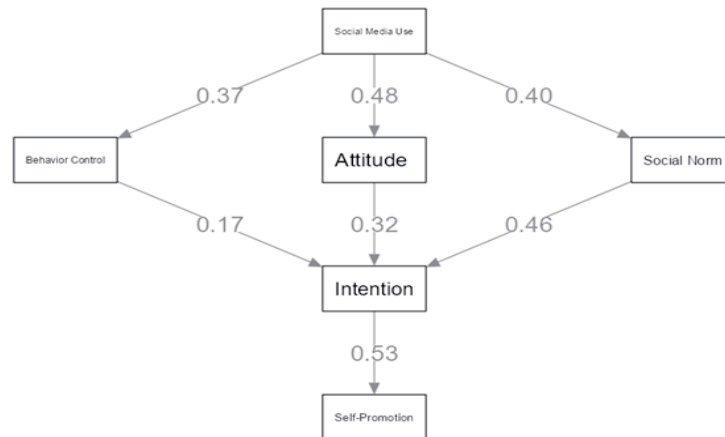 Social Media Use
0.37
0.48
0.40
Behavior Control
Attitude
Social Norm
0.17
0.32
0.46
Intention
0.53
Self-Promotion